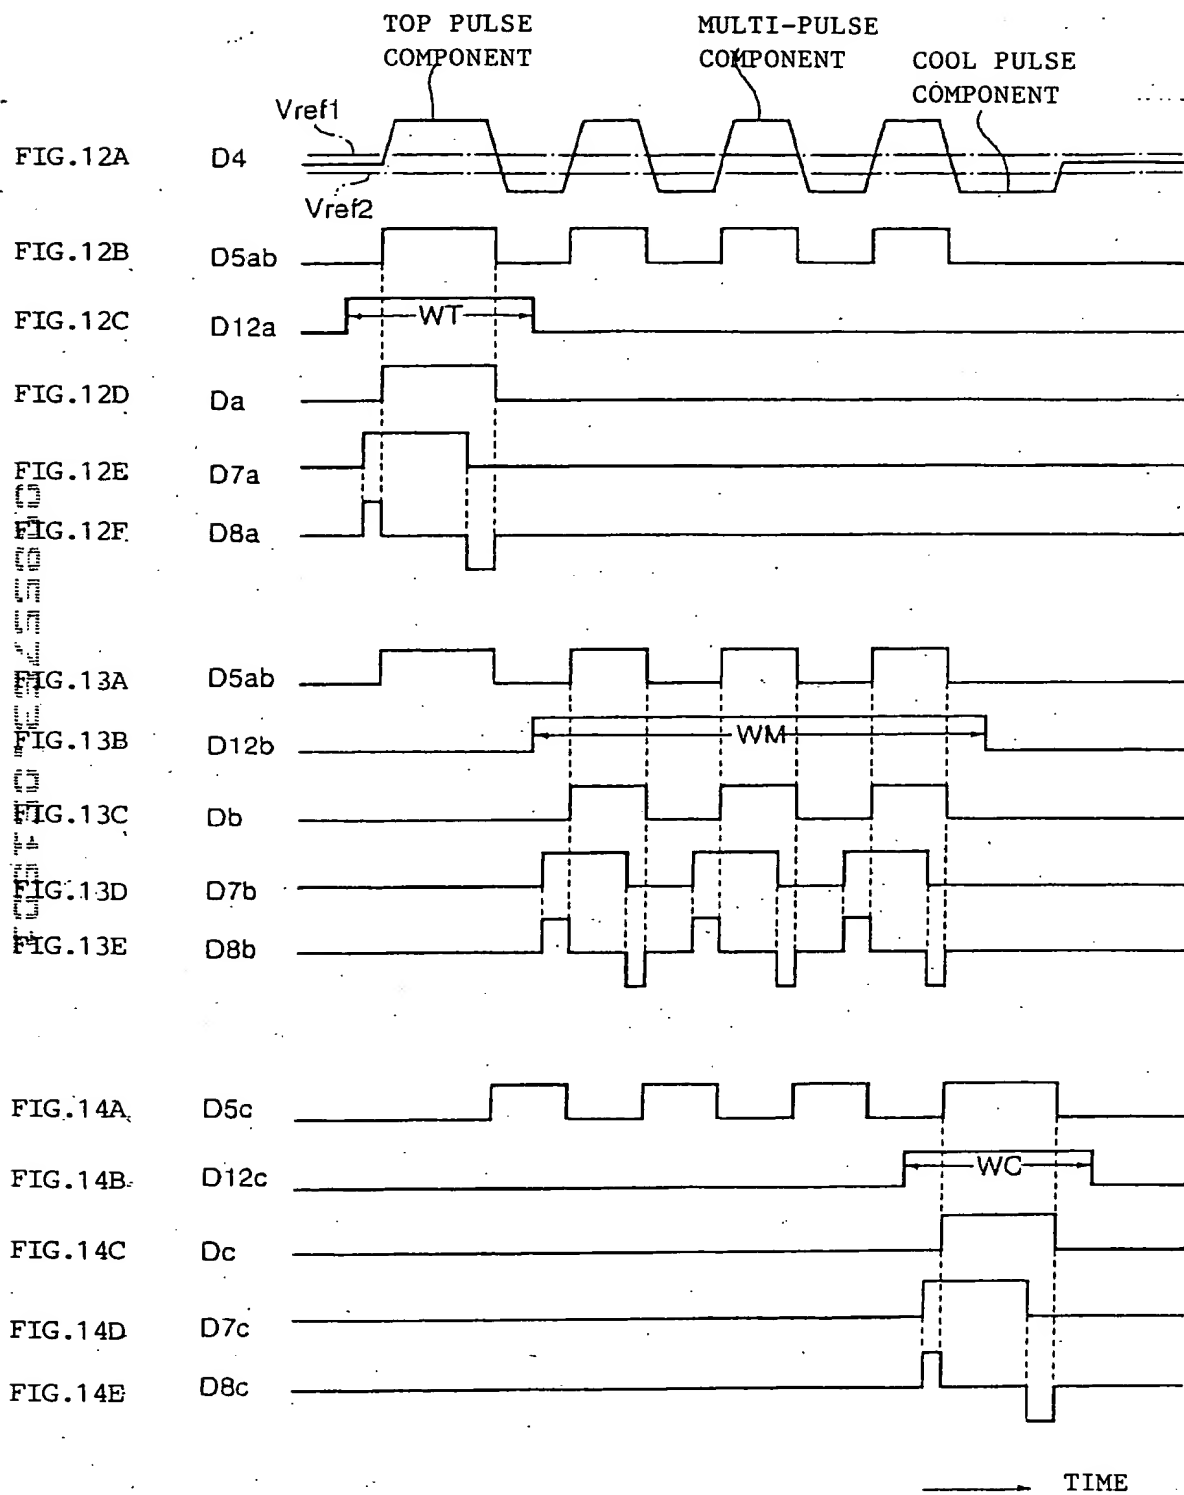 TOP PULSE
COMPONENT
MULTI-PULSE
COMPONENT
COOL PULSE
COMPONENT
Vref1
FIG.12A D4
Vref2
FIG.12B D5ab
FIG.12C D12a WT
FIG.12D Da
FIG.12E D7a
FIG.12F D8a
FIG.13A D5ab
FIG.13B D12b WM
FIG.13C Db
FIG.13D D7b
FIG.13E D8b
FIG.14A D5c
FIG.14B D12c WC
FIG.14C Dc
FIG.14D D7c
FIG.14E D8c
TIME